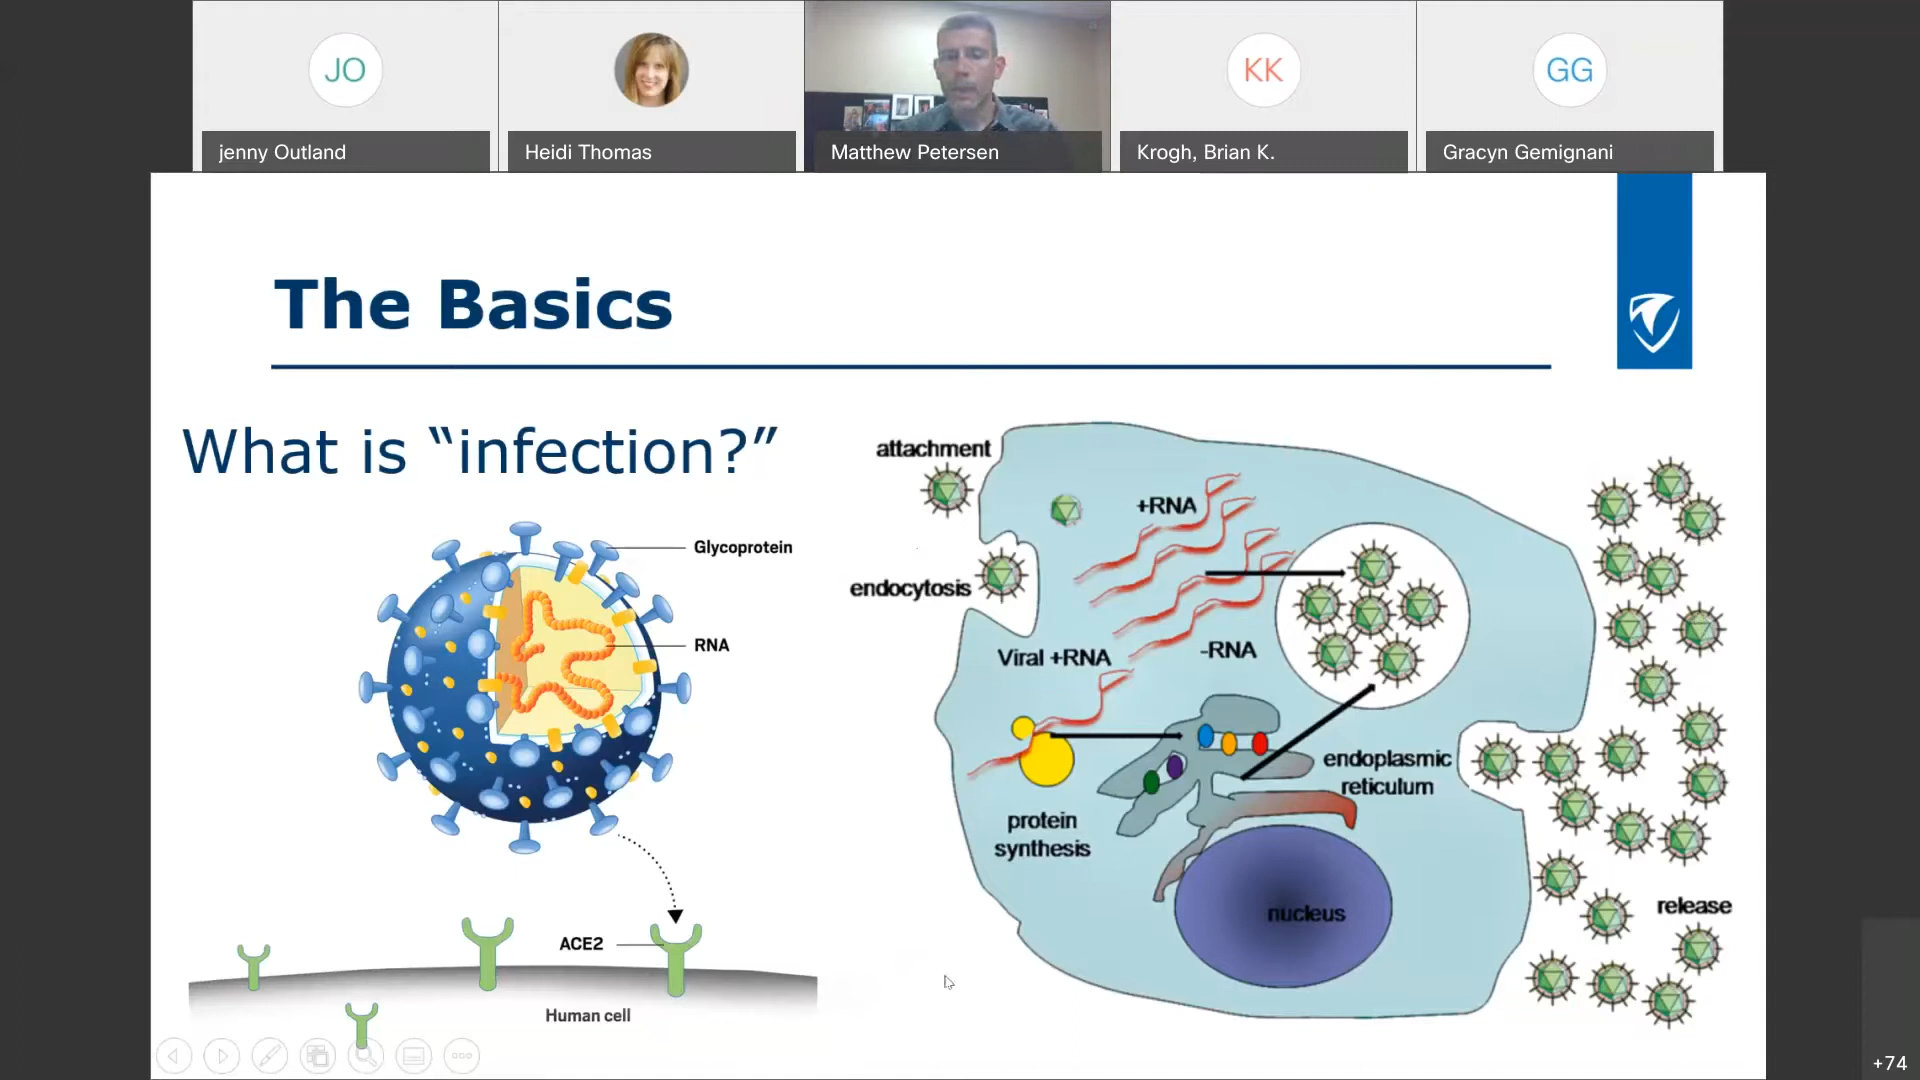 JO
KK
GG
jenny Outland
Heidi Thomas
Matthew Petersen
Krogh, Brian K.
Gracyn Gemignani
The Basics
What is “infection?”
Glycoprotein
RNA
ACE2
Human cell
attachment
endocytosis
+RNA
Viral +RNA
-RNA
protein
synthesis
endoplasmic
reticulum
nucleus
release
+74